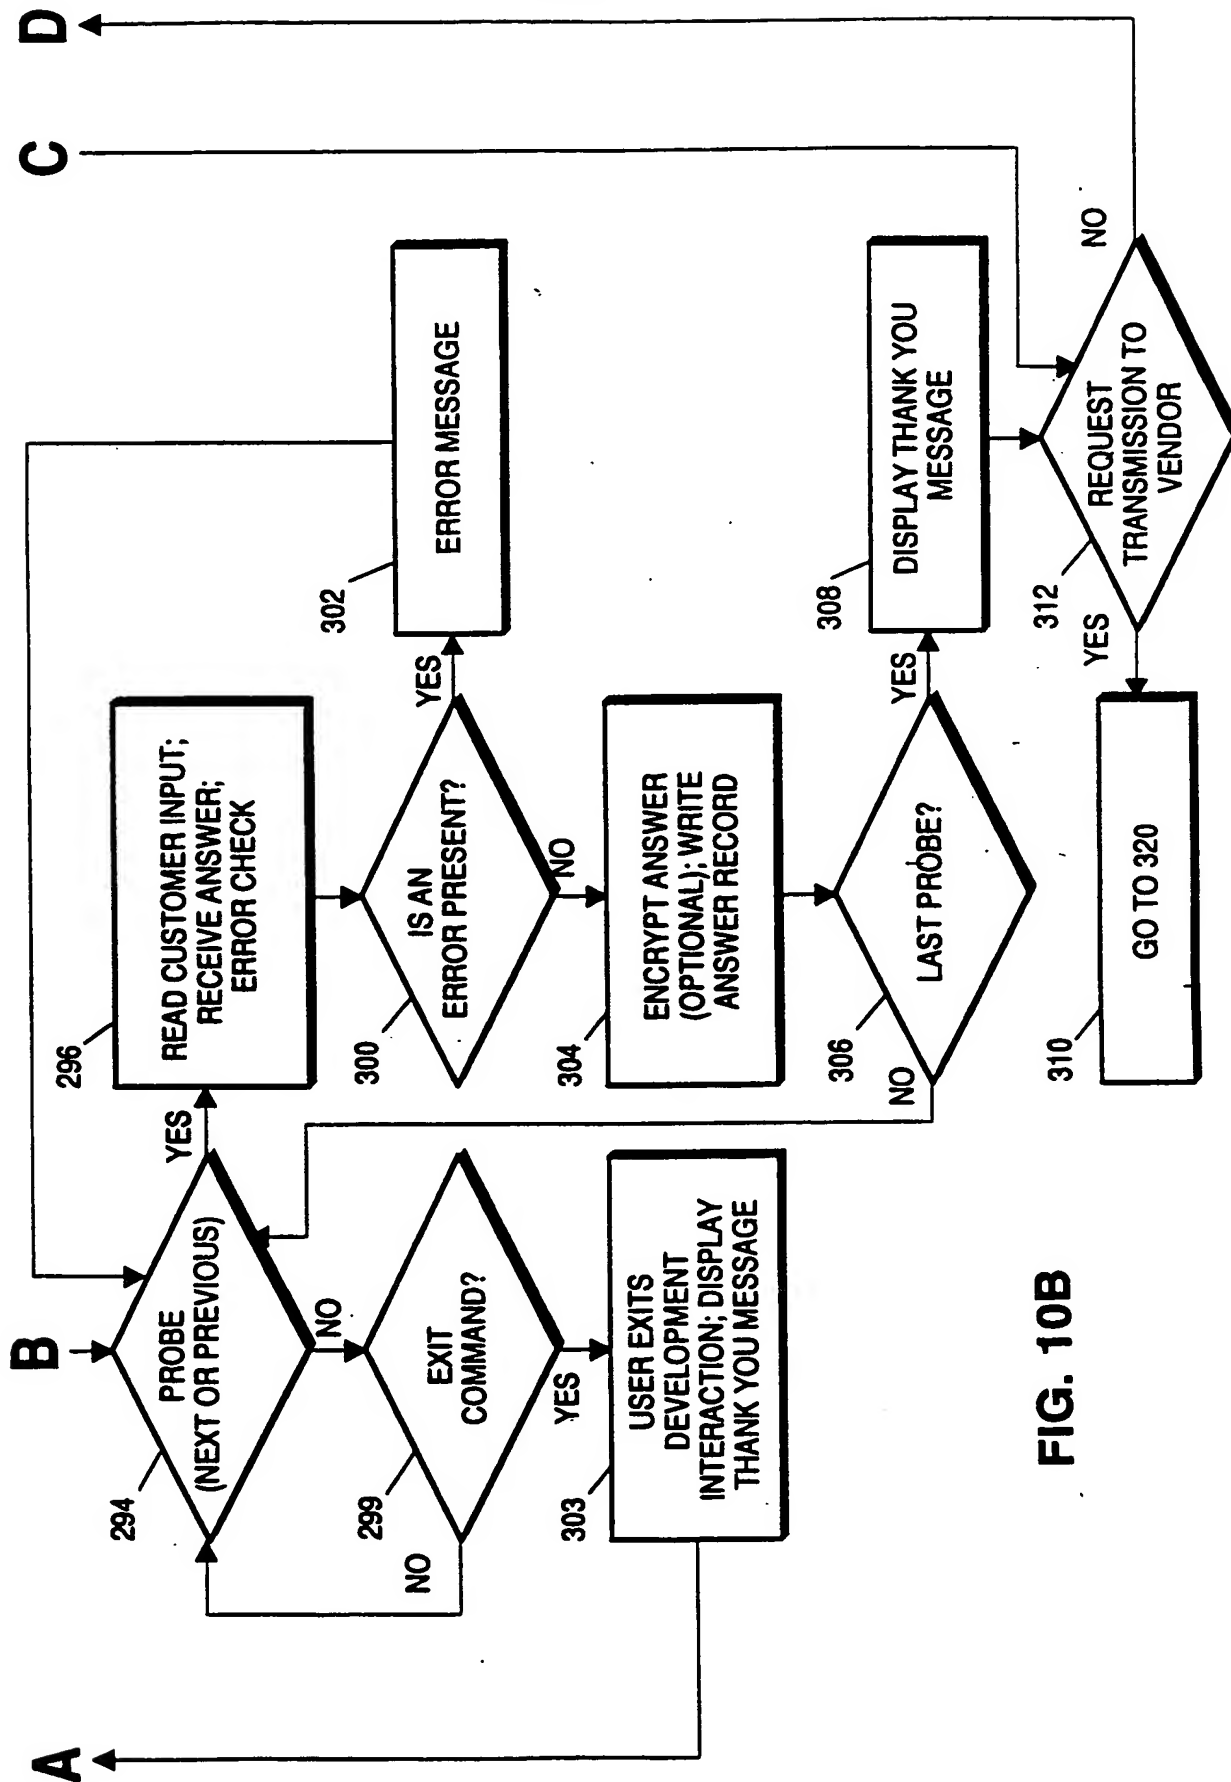 A
B
C
D
294
PROBE
(NEXT OR PREVIOUS)
YES
NO
296
READ CUSTOMER INPUT;
RECEIVE ANSWER;
ERROR CHECK
299
EXIT
COMMAND?
NO
YES
300
IS AN
ERROR PRESENT?
YES
NO
302
ERROR MESSAGE
303
USER EXITS
DEVELOPMENT
INTERACTION; DISPLAY
THANK YOU MESSAGE
304
ENCRYPT ANSWER
(OPTIONAL); WRITE
ANSWER RECORD
306
LAST PROBE?
NO
YES
308
DISPLAY THANK YOU
MESSAGE
310
GO TO 320
YES
312
REQUEST
TRANSMISSION TO
VENDOR
NO
FIG. 10B